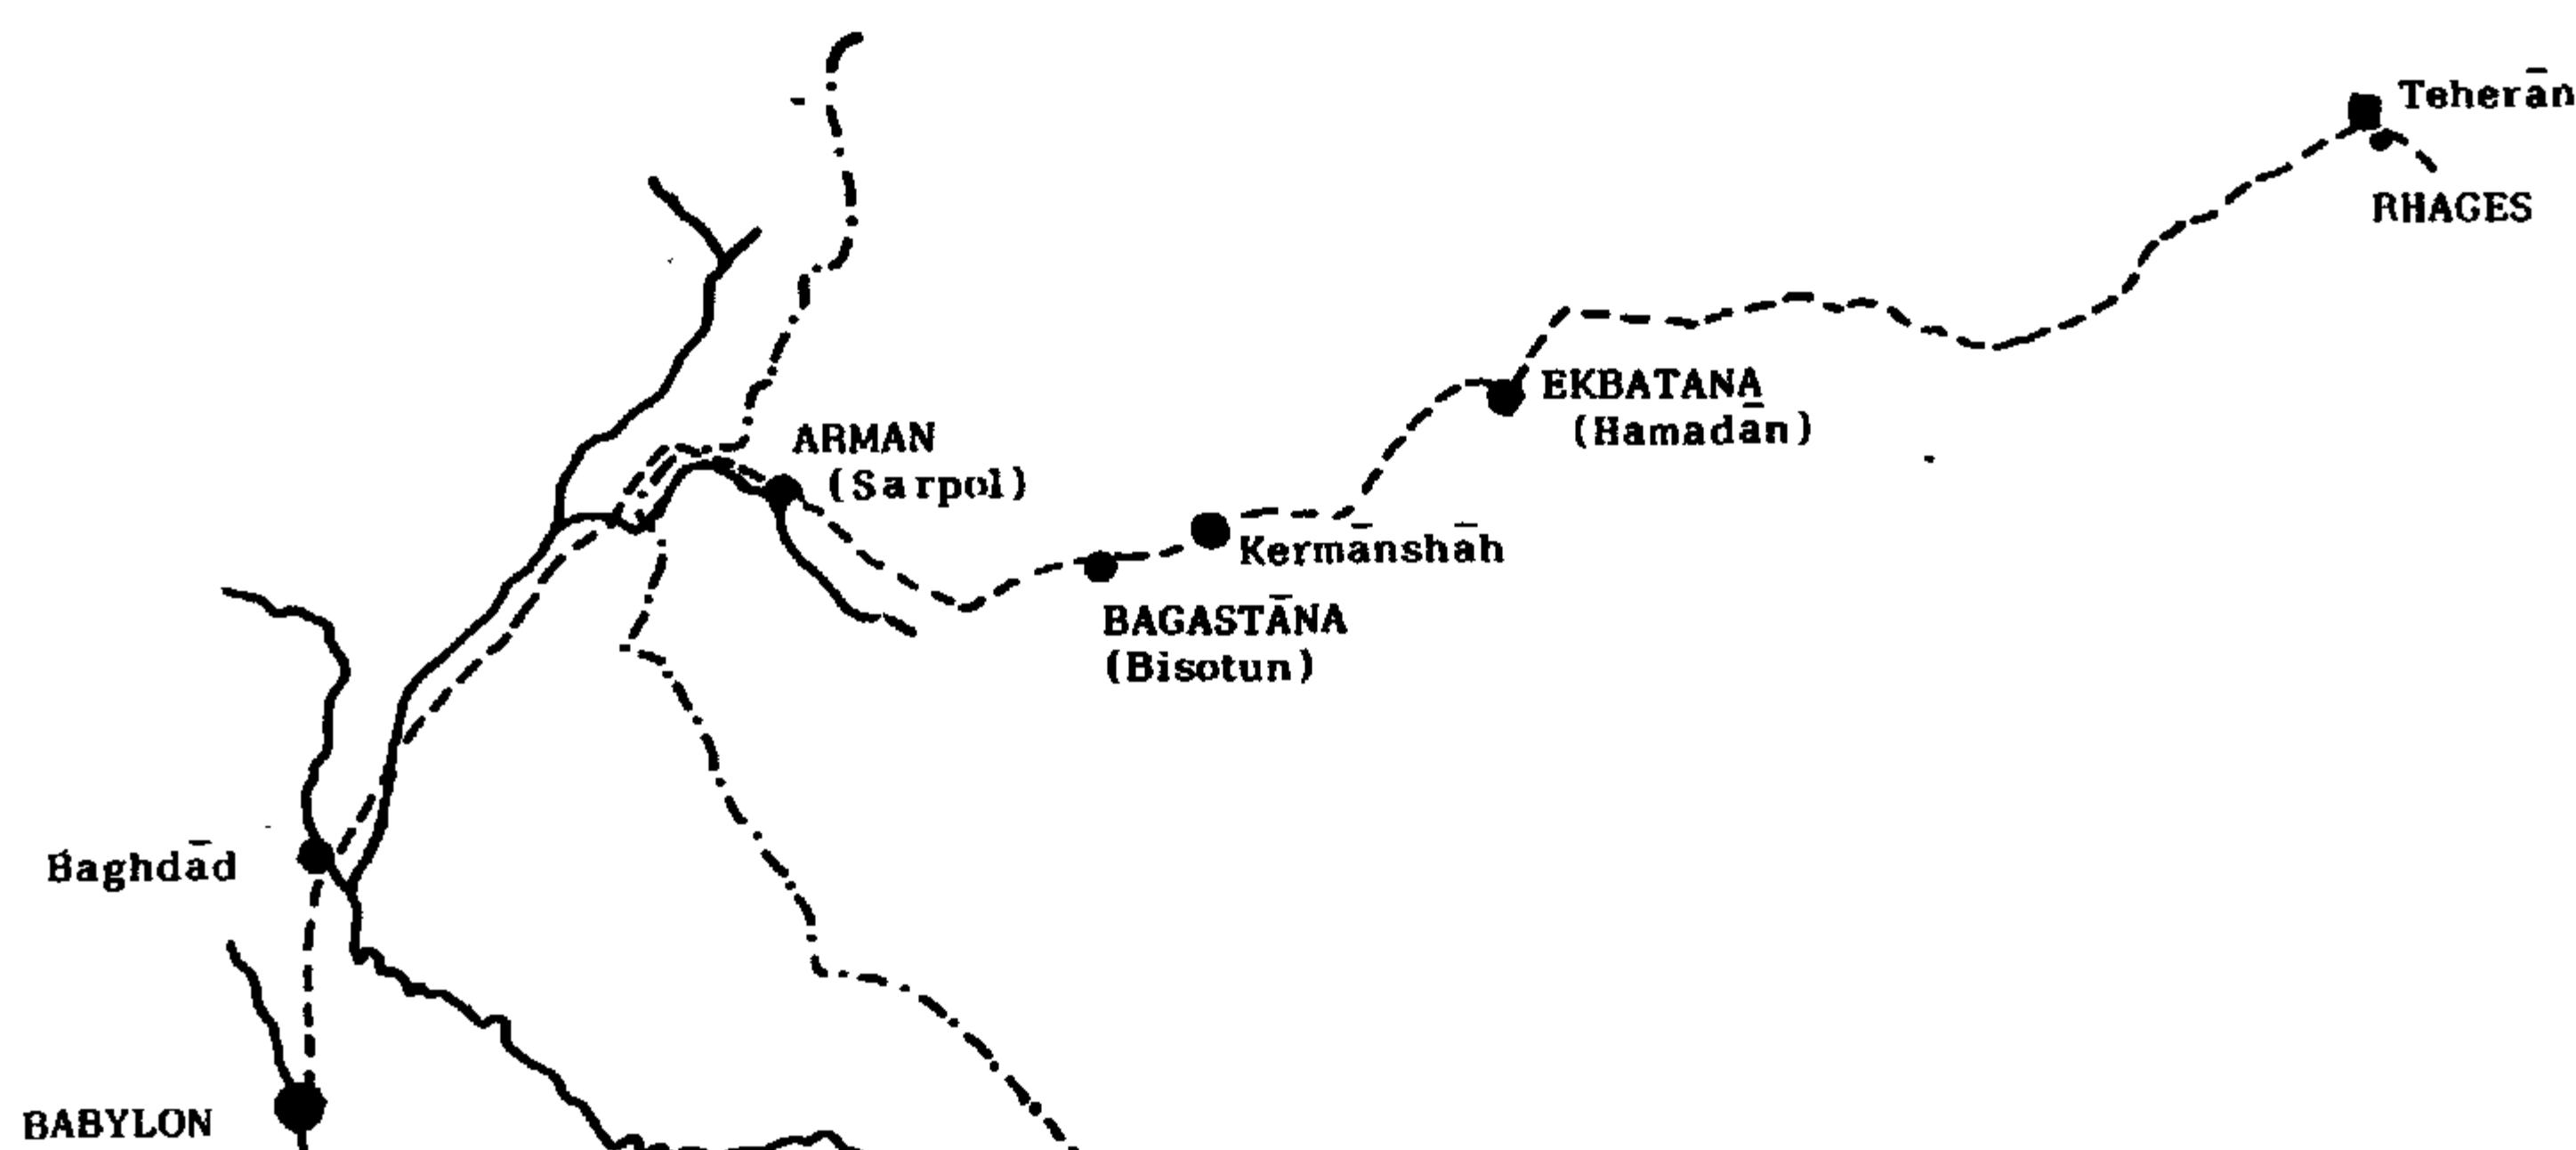 Teherān
RHAGES
EKBATANA
(Hamadān)
ARMAN
(Sarpol)
Kermānshāh
BAGASTĀNA
(Bisotun)
Baghdād
BABYLON